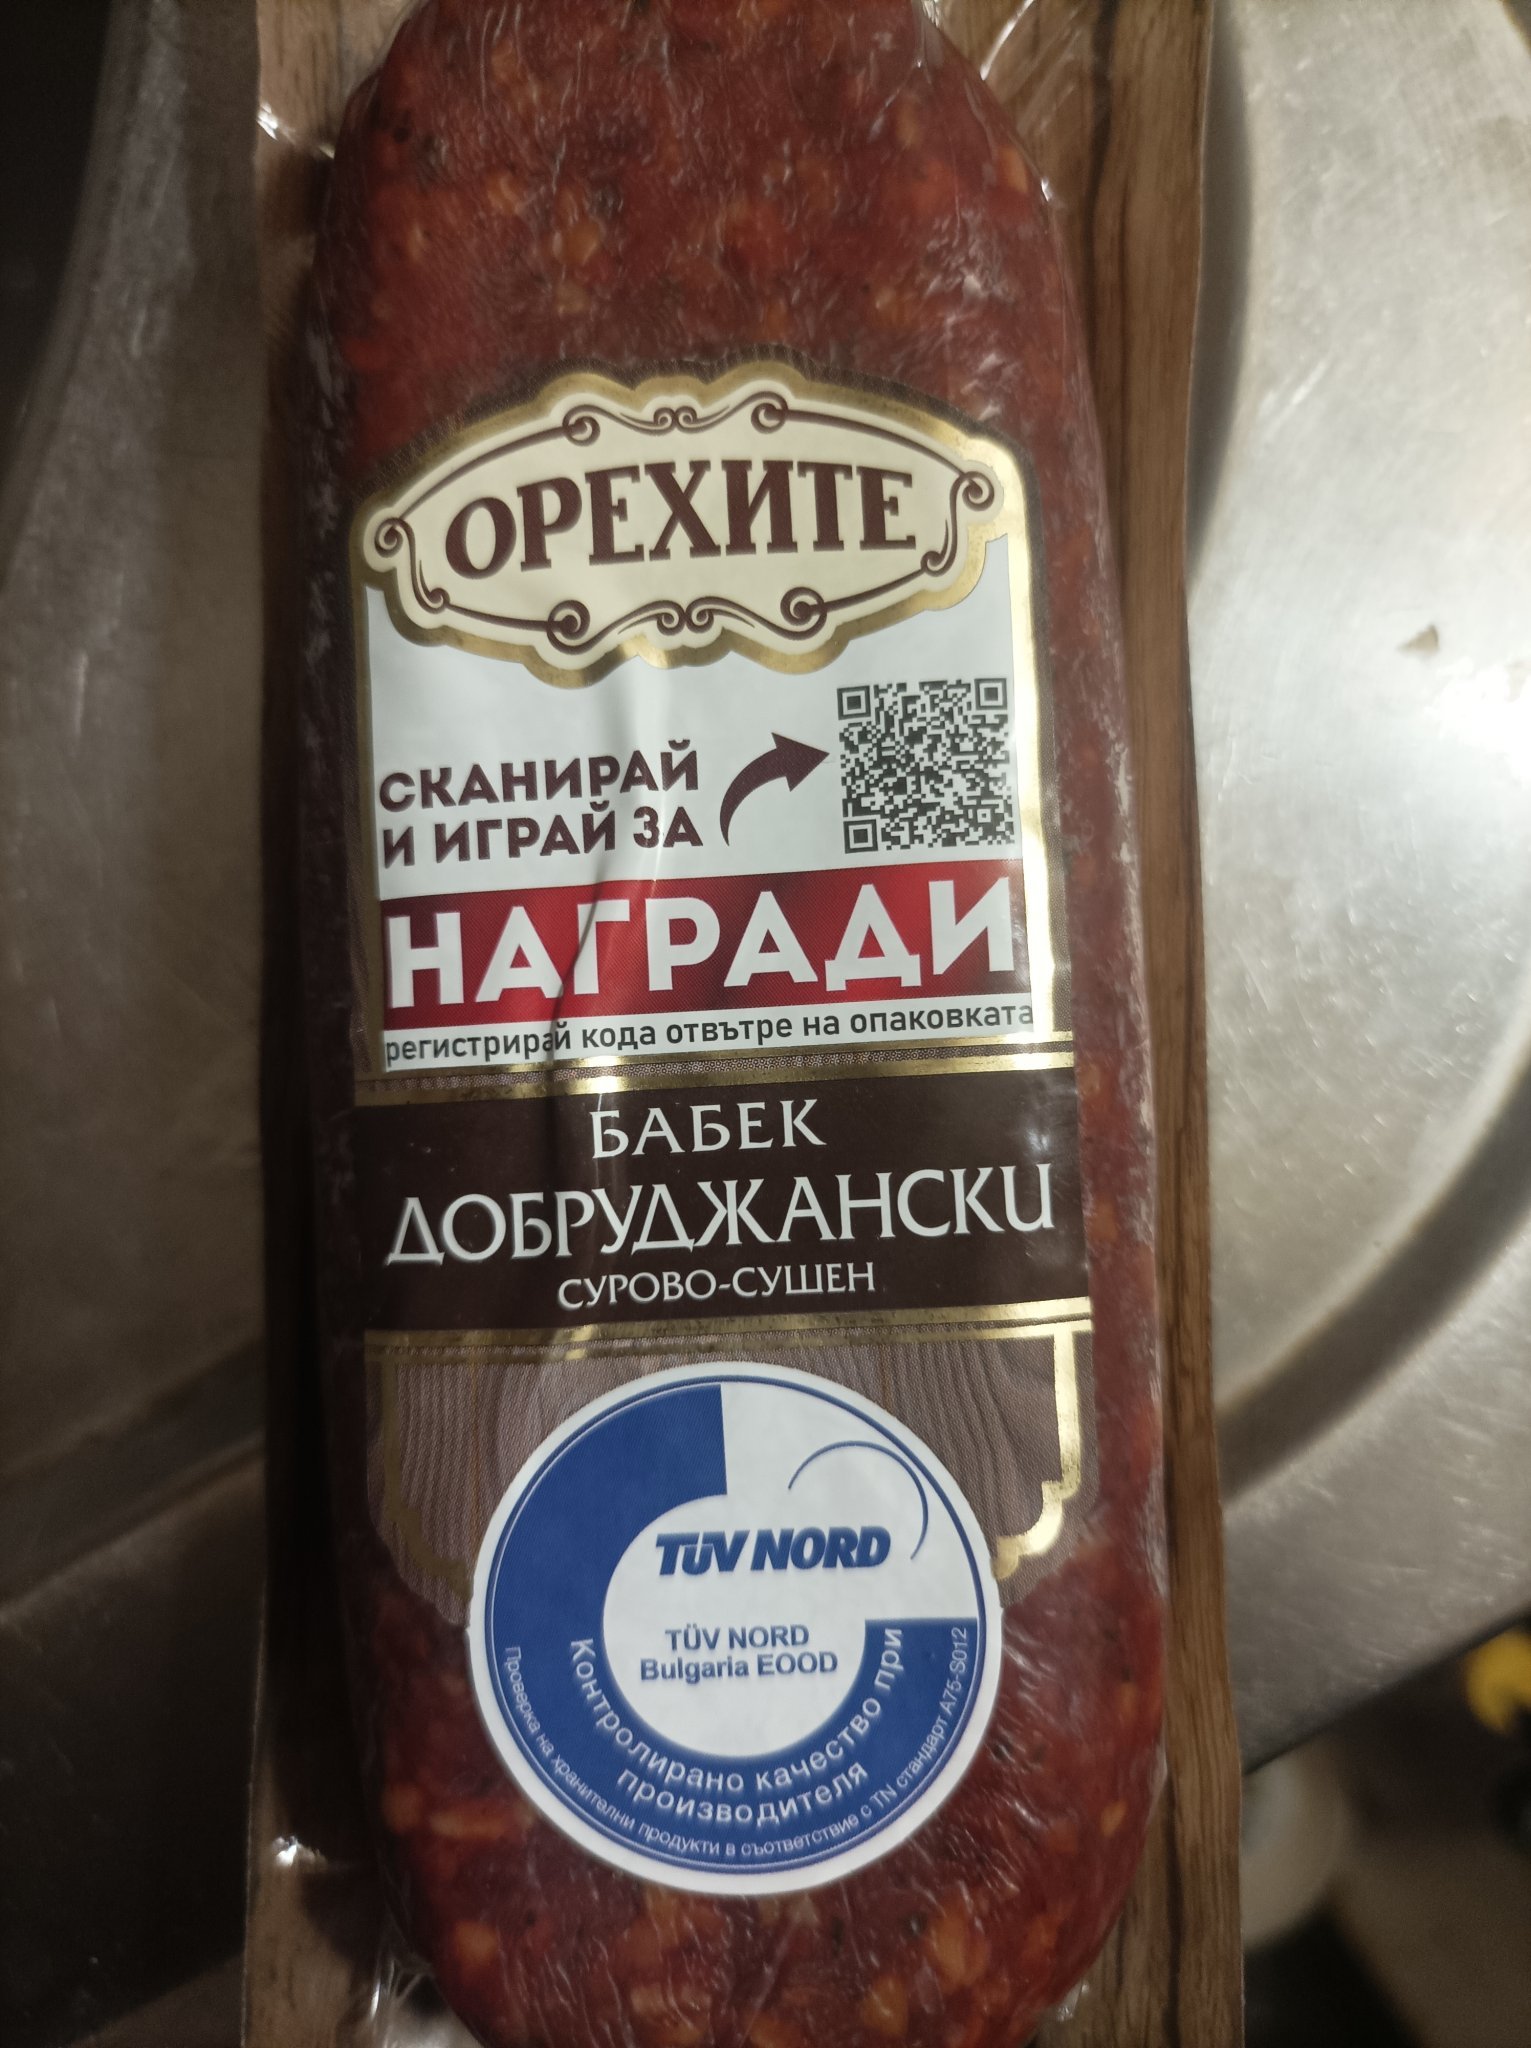 ОРЕХИТЕ
СКАНИРАЙ
И ИГРАЙ ЗА
НАГРАДИ
регистрирай кода отвътре на опаковката
БАБЕК
ДОБРУДЖАНСКИ
СУРОВО-СУШЕН
TÜV NORD
TÜV NORD
Bulgaria EOOD
Контролирано качество при
производителя
Проверка на хранителни продукти в съответствие с TN стандарт A75-S012